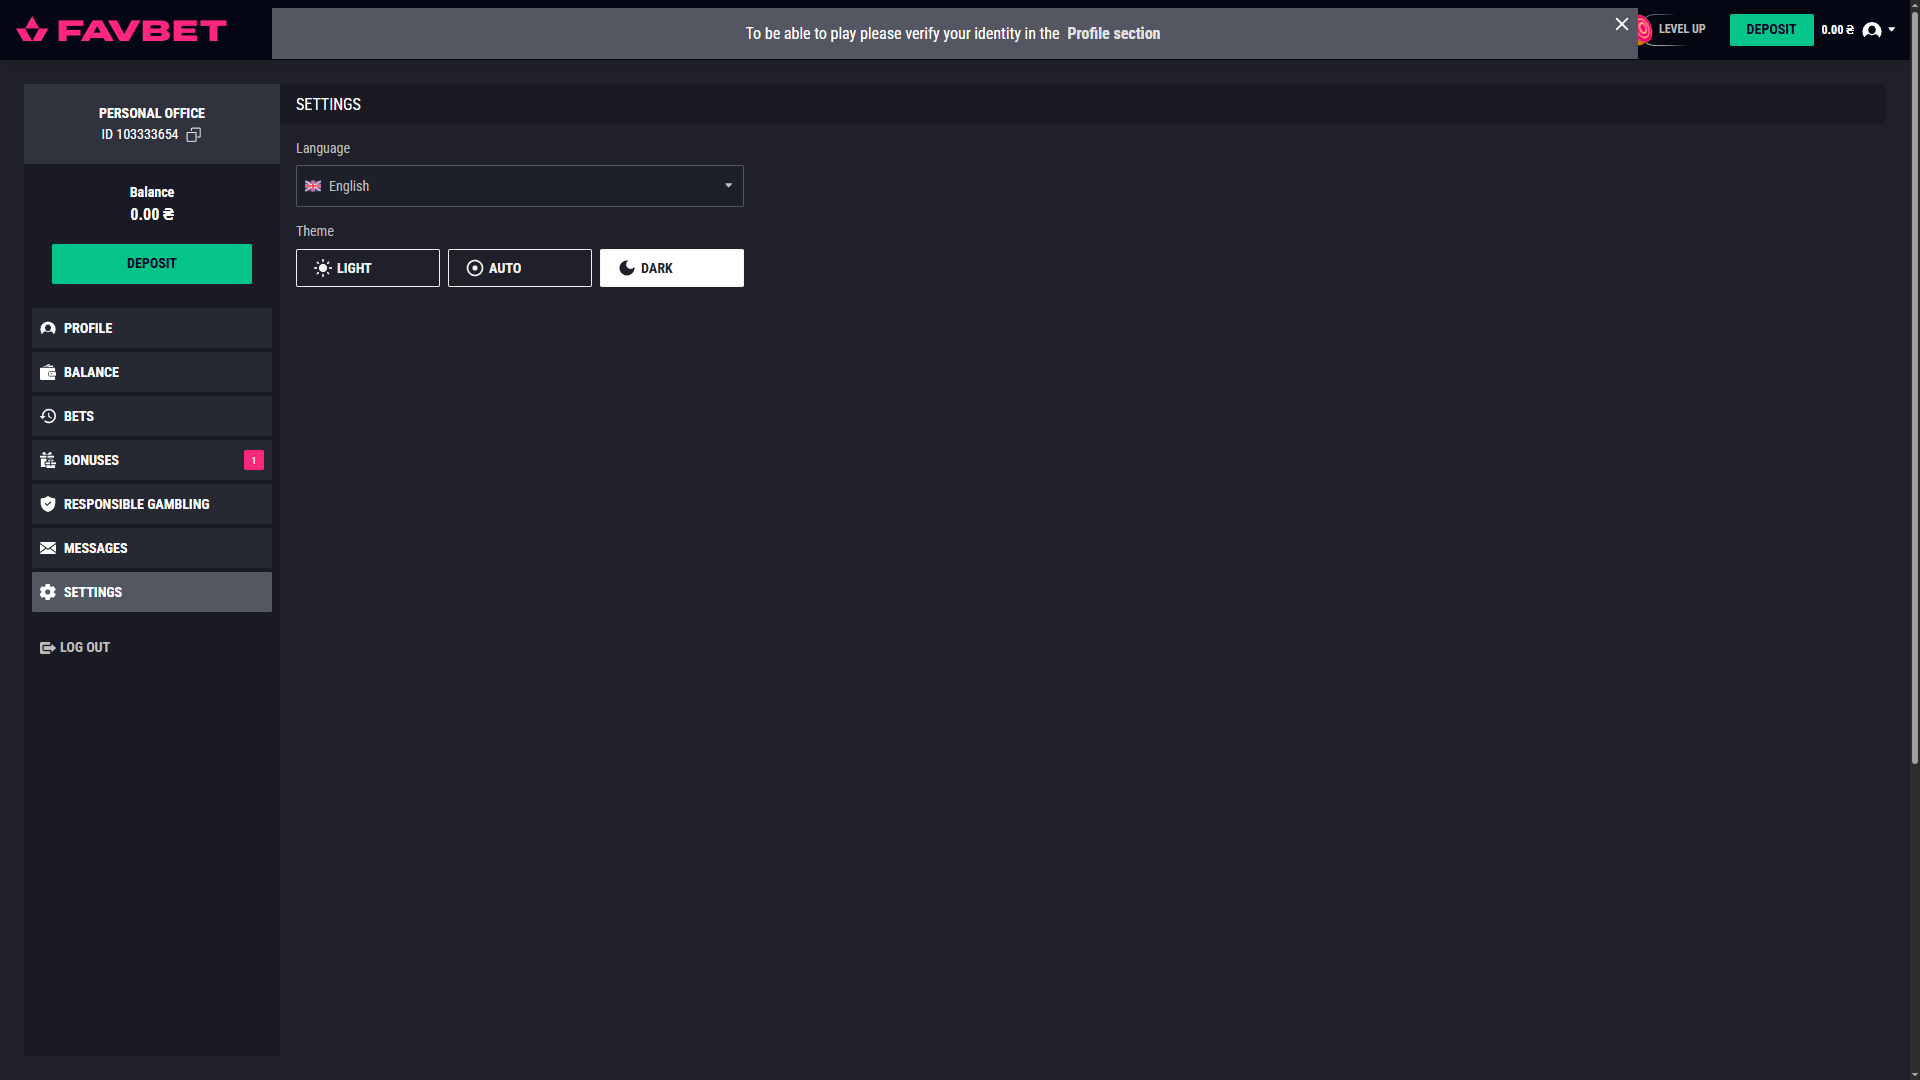 FAVBET
To be able to play please verify your identity in the Profile section
LEVEL UP
DEPOSIT
0.00 ₴
PERSONAL OFFICE
ID 103333654
Balance
0.00 ₴
DEPOSIT
PROFILE
BALANCE
BETS
BONUSES 1
RESPONSIBLE GAMBLING
MESSAGES
SETTINGS
LOG OUT
SETTINGS
Language
English
Theme
LIGHT AUTO DARK